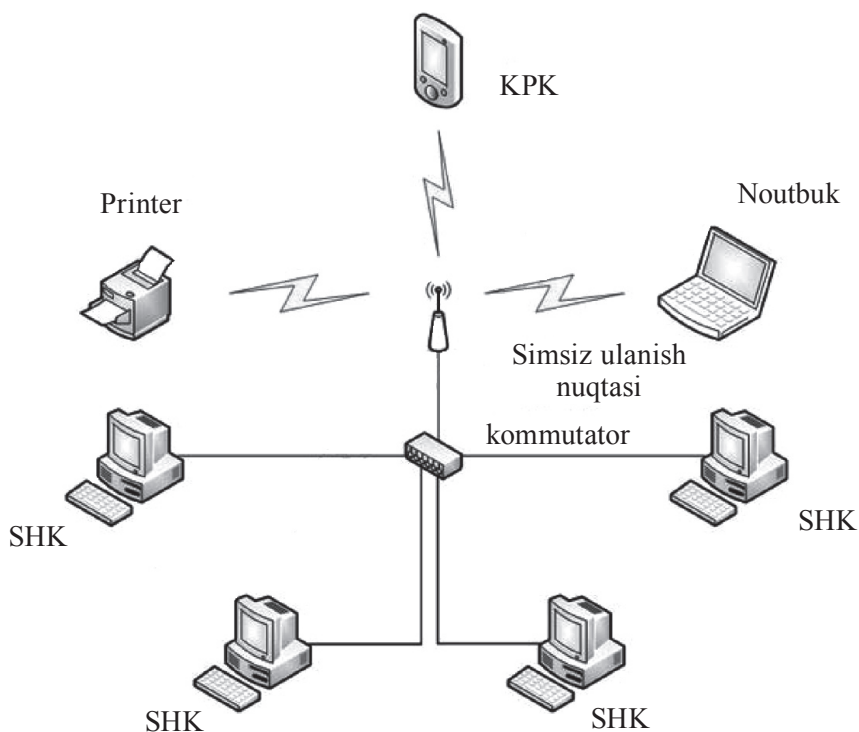 KPK
Printer
Noutbuk
Simsiz ulanish
nuqtasi
kommutator
SHK
SHK
SHK
SHK